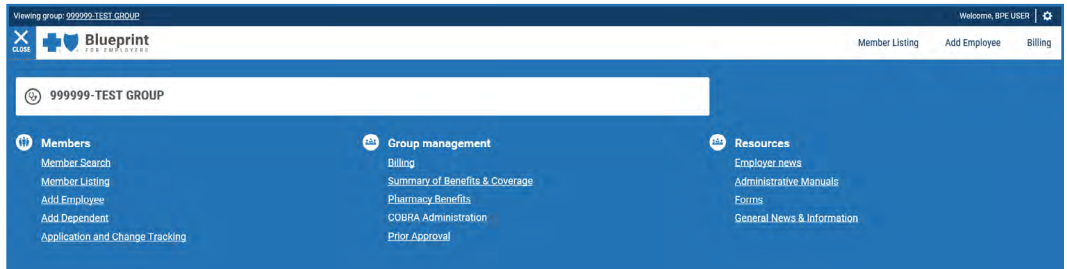 Viewing group: 999999-TEST GROUP
Welcome, BPE USER
CLOSE
Blueprint
FOR EMPLOYERS
Member Listing Add Employee Billing
999999-TEST GROUP
Members
Member Search
Member Listing
Add Employee
Add Dependent
Application and Change Tracking
Group management
Billing
Summary of Benefits & Coverage
Pharmacy Benefits
COBRA Administration
Prior Approval
Resources
Employer news
Administrative Manuals
Forms
General News & Information